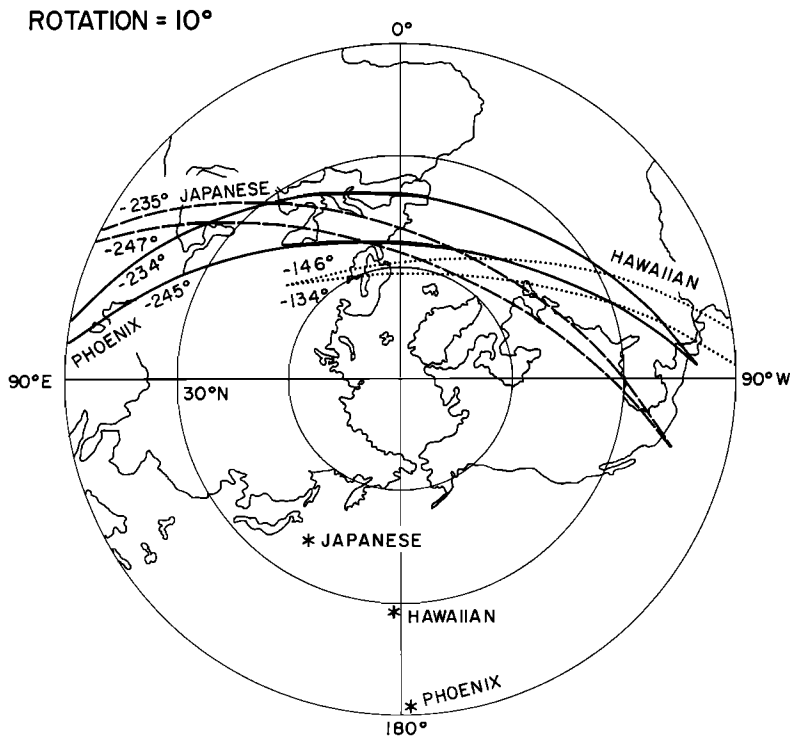 ROTATION = 10°
0°
-235° JAPANESE
-247°
-234°
-245°
PHOENIX
-146°
-134°
HAWAIIAN
90°E
30°N
90°W
* JAPANESE
* HAWAIIAN
* PHOENIX
180°